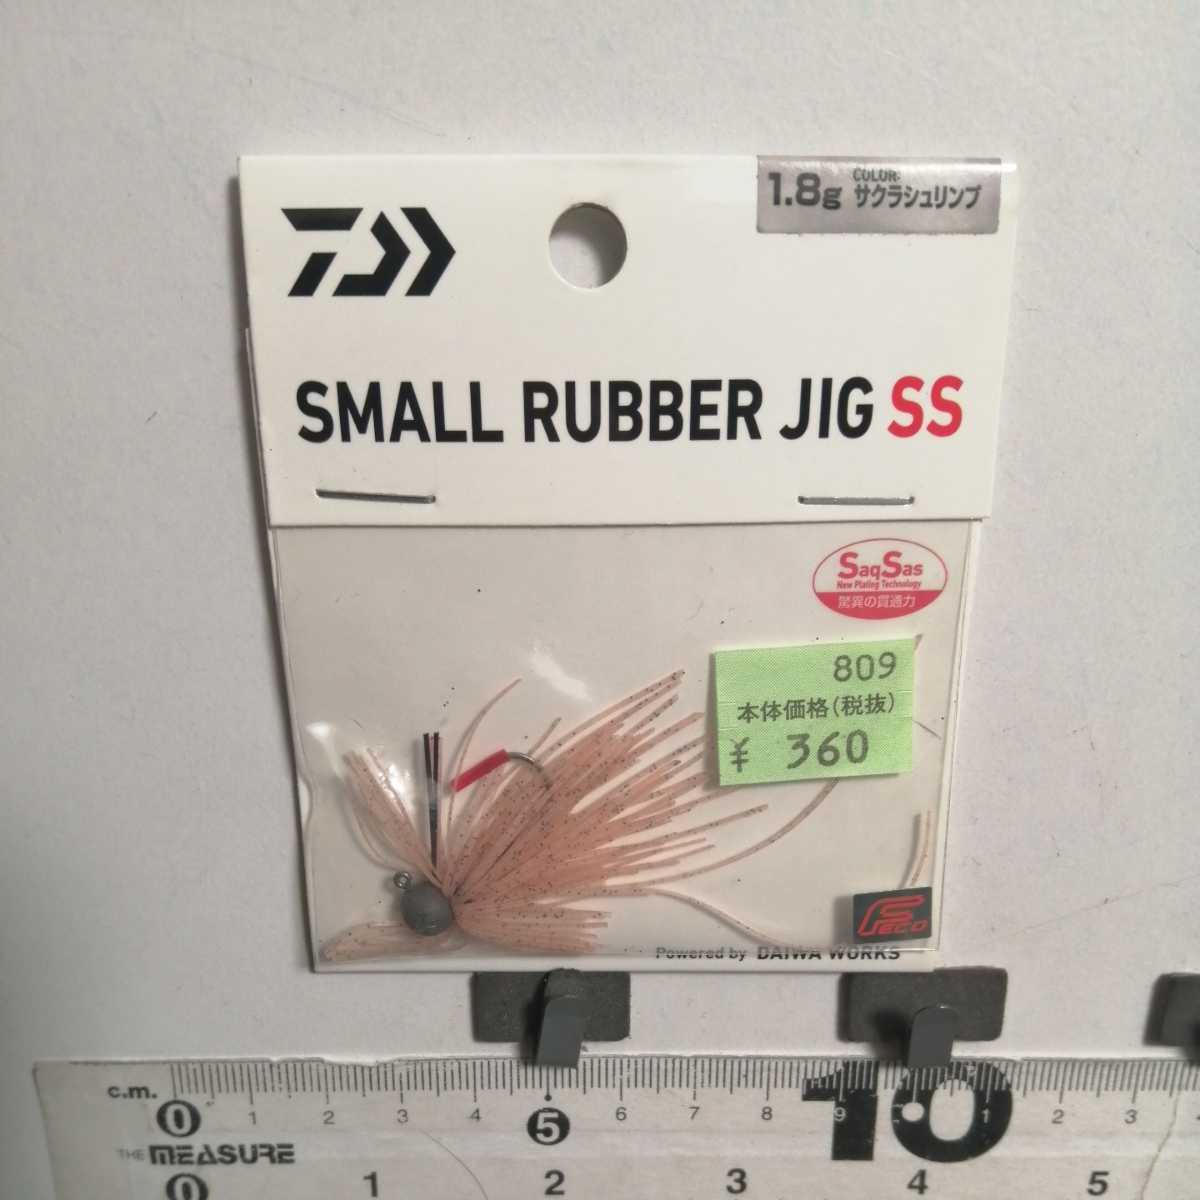 1.8g COLOR: サクラシュリンプ
SMALL RUBBER JIG SS
SaqSas
New Plating Technology
驚異の貫通力
809
本体価格(税抜)
¥ 360
FECO
Powered by DAIWA WORKS
c.m.
0 1 2 3 4 5 6 7 8 9 10 1 2 3
THE MEASURE
0 1 2 3 4 5